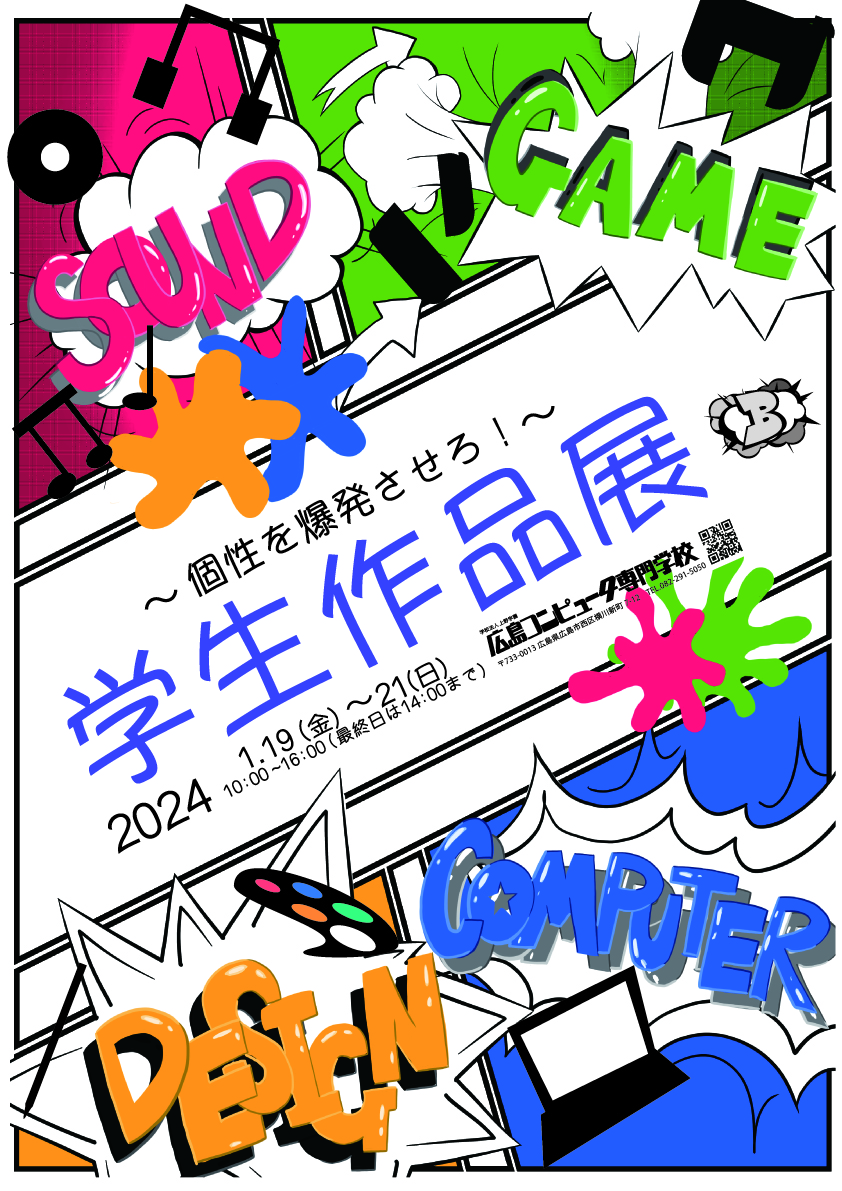 SOUND
GAME
B
～個性を爆発させろ！～
学生作品展
学校法人上野学園
広島コンピュータ専門学校
〒733-0013 広島県広島市西区横川新町 -12 TEL.082-291-5050
2024
1.19(金)～21(日)
10:00~16:00(最終日は14:00まで)
COMPUTER
DESIGN